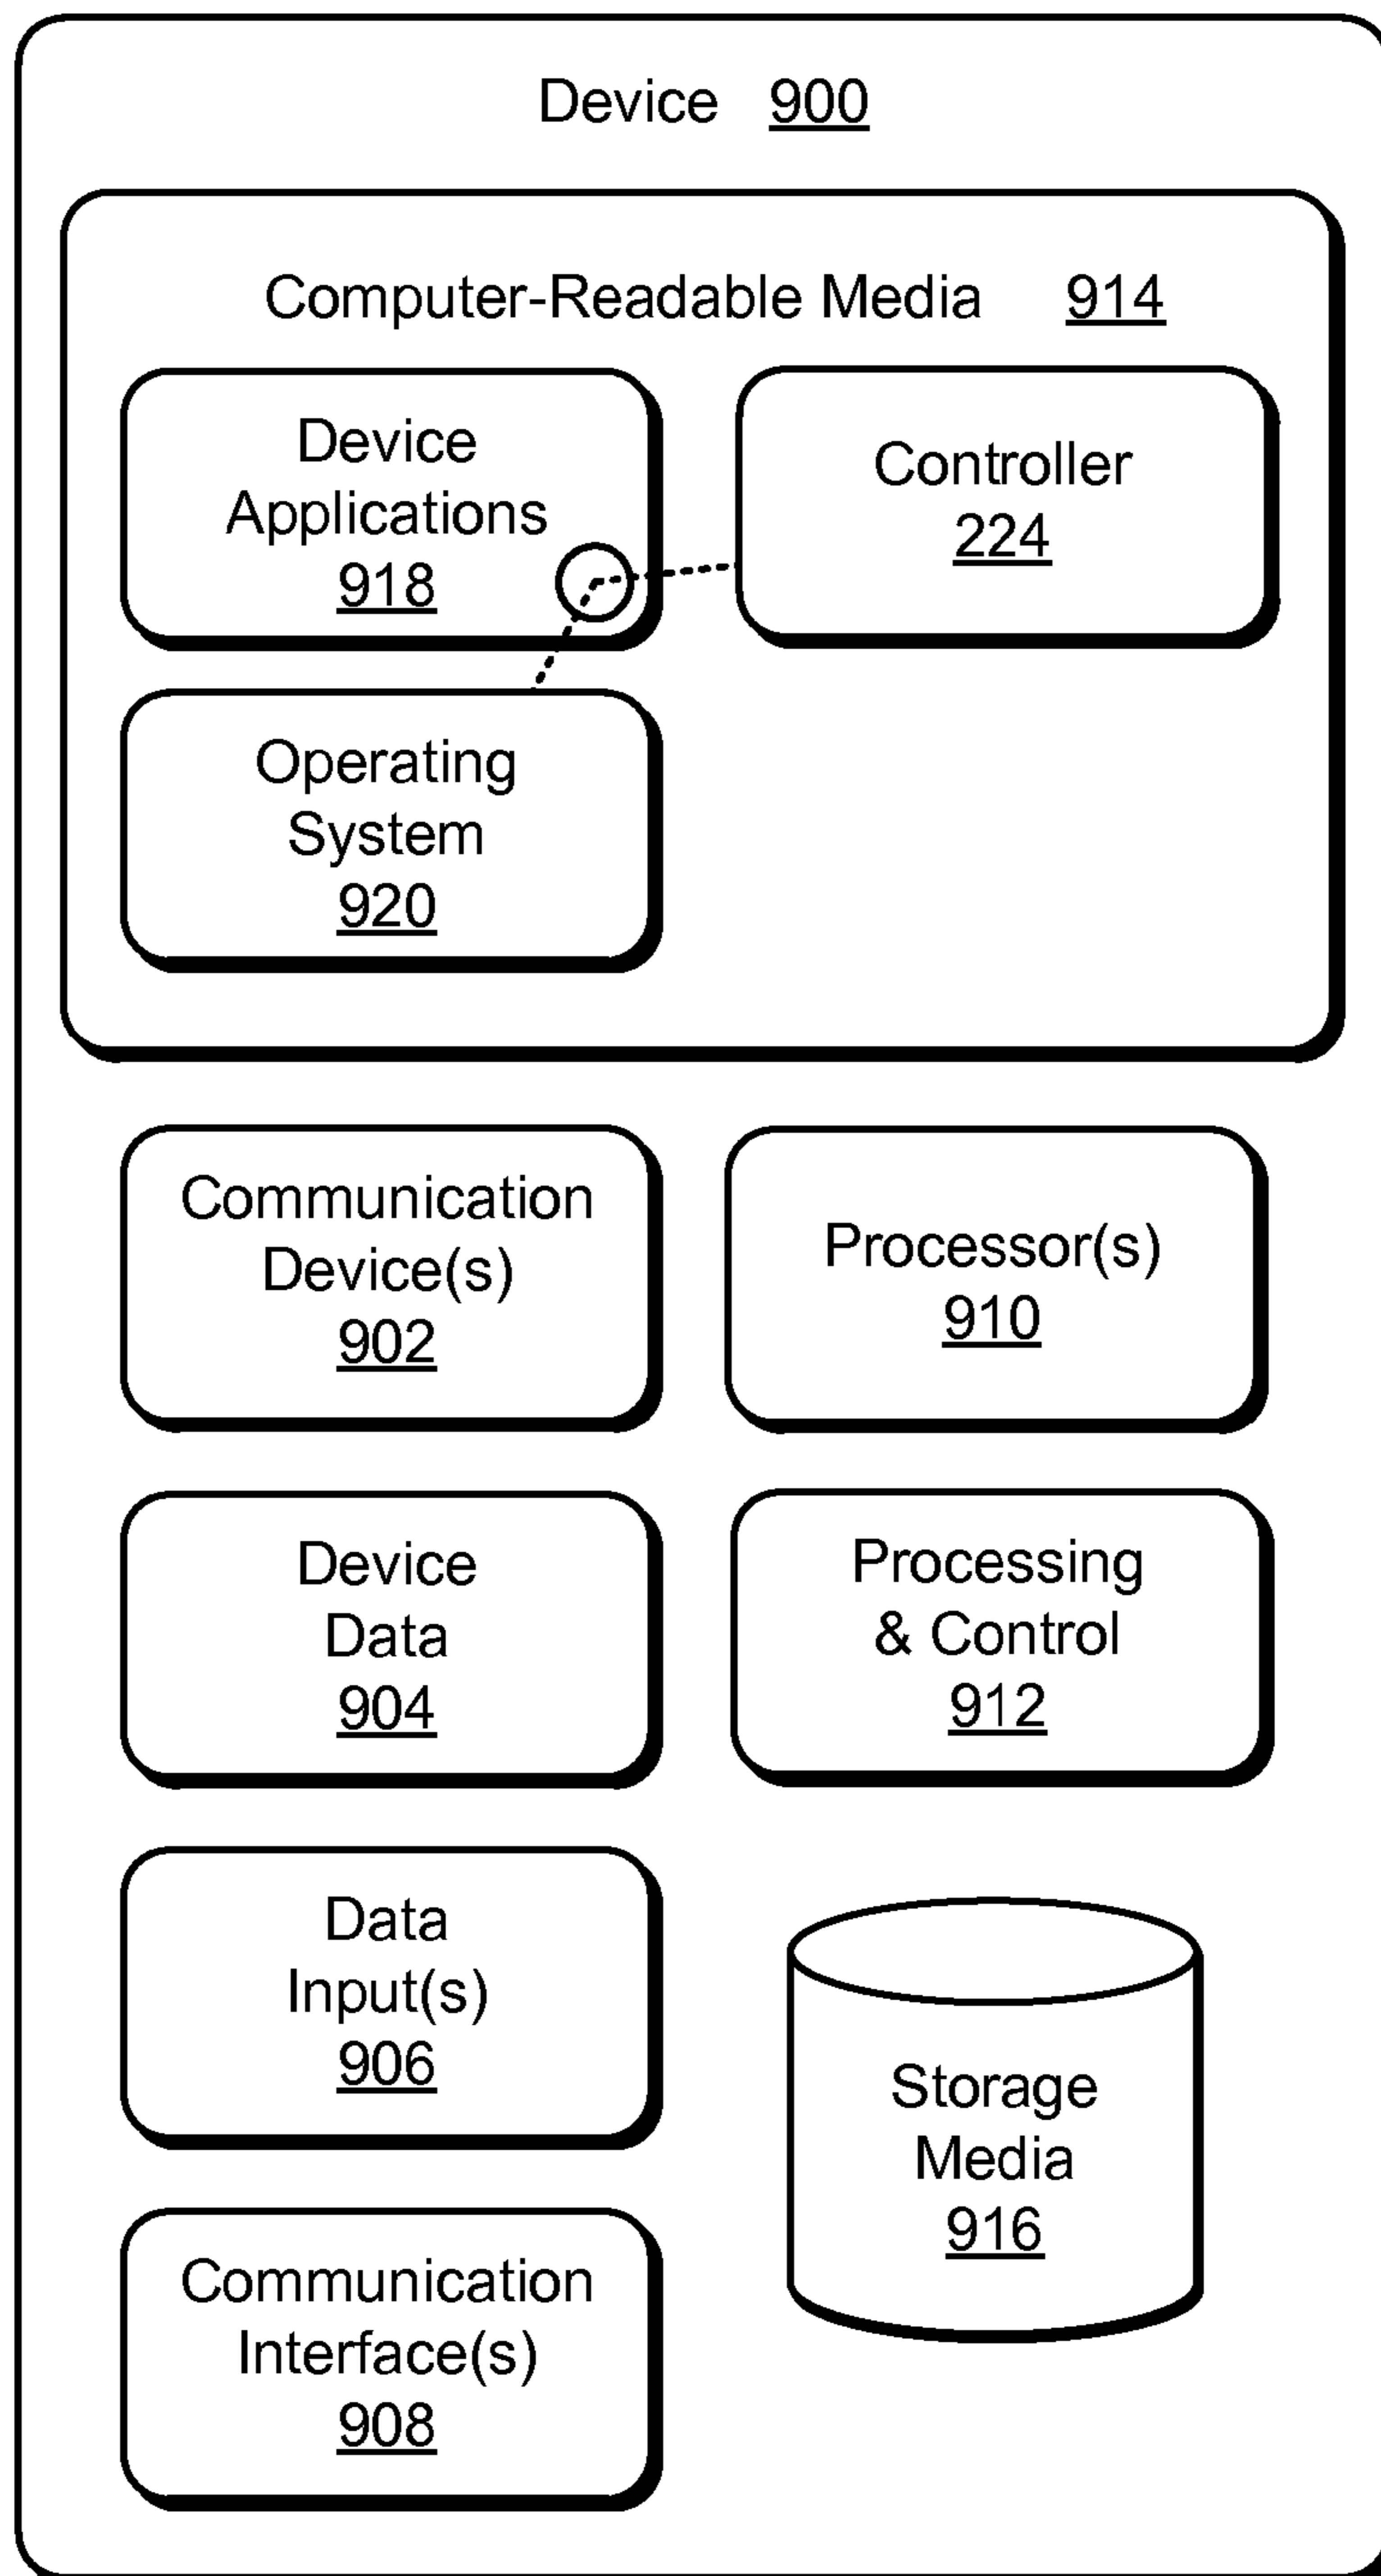 Device 900
Computer-Readable Media 914
Device
Applications
918
Controller
224
Operating
System
920
Communication
Device(s)
902
Processor(s)
910
Device
Data
904
Processing
& Control
912
Data
Input(s)
906
Storage
Media
916
Communication
Interface(s)
908